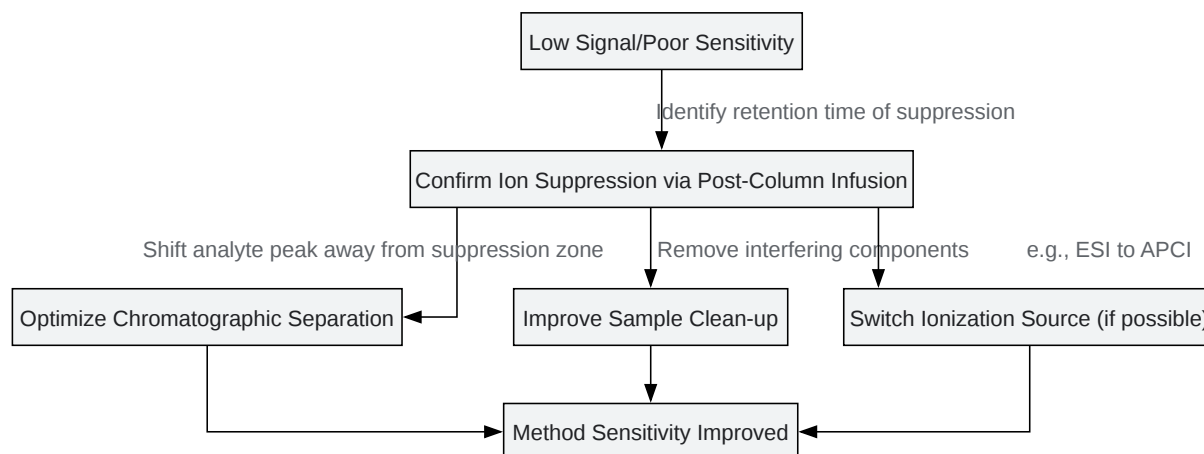 Low Signal/Poor Sensitivity
Identify retention time of suppression
Confirm Ion Suppression via Post-Column Infusion
Shift analyte peak away from suppression zone
Remove interfering components
e.g., ESI to APCI
Optimize Chromatographic Separation
Improve Sample Clean-up
Switch Ionization Source (if possible)
Method Sensitivity Improved